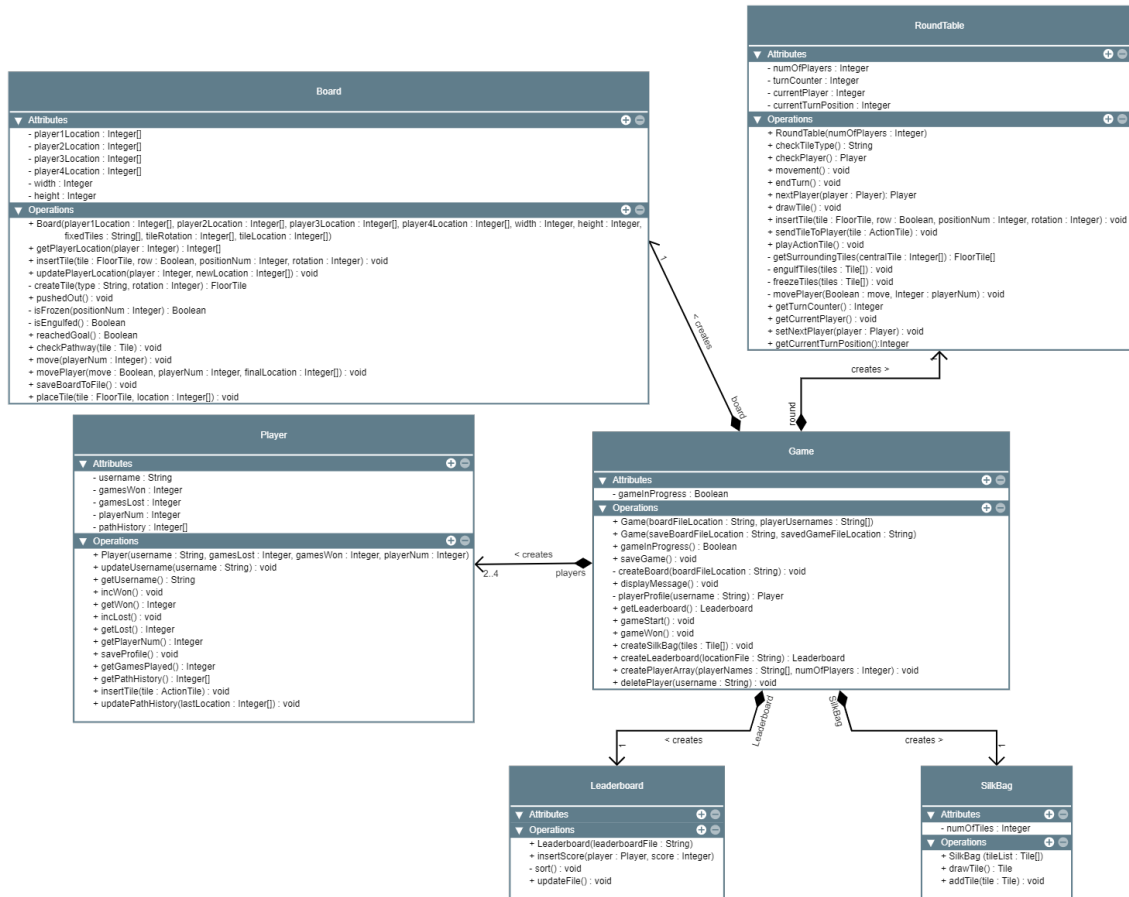 RoundTable
Attributes
- numOfPlayers : Integer
- turnCounter : Integer
- currentPlayer : Integer
- currentTurnPosition : Integer
Operations
+ RoundTable(numOfPlayers : Integer)
+ checkTileType() : String
+ checkPlayer() : Player
+ movement() : void
+ endTurn() : void
+ nextPlayer(player : Player): Player
+ drawTile() : void
+ insertTile(tile : FloorTile, row : Boolean, positionNum : Integer, rotation : Integer) : void
+ sendTileToPlayer(tile : ActionTile) : void
+ playActionTile() : void
- getSurroundingTiles(centralTile : Integer[]) : FloorTile[]
- engulfTiles(tiles : Tile[]) : void
- freezeTiles(tiles : Tile[]) : void
- movePlayer(Boolean : move, Integer : playerNum) : void
+ getTurnCounter() : Integer
+ getCurrentPlayer() : void
+ setNextPlayer(player : Player) : void
+ getCurrentTurnPosition():Integer
Board
Attributes
- player1Location : Integer[]
- player2Location : Integer[]
- player3Location : Integer[]
- player4Location : Integer[]
- width : Integer
- height : Integer
Operations
+ Board(player1Location : Integer[], player2Location : Integer[], player3Location : Integer[], player4Location : Integer[], width : Integer, height : Integer,
fixedTiles : String[], tileRotation : Integer[], tileLocation : Integer[])
+ getPlayerLocation(player : Integer) : Integer[]
+ insertTile(tile : FloorTile, row : Boolean, positionNum : Integer, rotation : Integer) : void
+ updatePlayerLocation(player : Integer, newLocation : Integer[]) : void
- createTile(type : String, rotation : Integer) : FloorTile
+ pushedOut() : void
- isFrozen(positionNum : Integer) : Boolean
- isEngulfed() : Boolean
+ reachedGoal() : Boolean
+ checkPathway(tile : Tile) : void
+ move(playerNum : Integer) : void
+ movePlayer(move : Boolean, playerNum : Integer, finalLocation : Integer[]) : void
+ saveBoardToFile() : void
+ placeTile(tile : FloorTile, location : Integer[]) : void
1
< creates
board
1
creates >
round
Player
Attributes
- username : String
- gamesWon : Integer
- gamesLost : Integer
- playerNum : Integer
- pathHistory : Integer[]
Operations
+ Player(username : String, gamesLost : Integer, gamesWon : Integer, playerNum : Integer)
+ updateUsername(username : String) : void
+ getUsername() : String
+ incWon() : void
+ getWon() : Integer
+ incLost() : void
+ getLost() : Integer
+ getPlayerNum() : Integer
+ saveProfile() : void
+ getGamesPlayed() : Integer
+ getPathHistory() : Integer[]
+ insertTile(tile : ActionTile) : void
+ updatePathHistory(lastLocation : Integer[]) : void
< creates
2..4
players
Game
Attributes
- gameInProgress : Boolean
Operations
+ Game(boardFileLocation : String, playerUsernames : String[])
+ Game(saveBoardFileLocation : String, savedGameFileLocation : String)
+ gameInProgress() : Boolean
+ saveGame() : void
- createBoard(boardFileLocation : String) : void
+ displayMessage() : void
- playerProfile(username : String) : Player
+ getLeaderboard() : Leaderboard
+ gameStart() : void
+ gameWon() : void
+ createSilkBag(tiles : Tile[]) : void
+ createLeaderboard(locationFile : String) : Leaderboard
+ createPlayerArray(playerNames : String[], numOfPlayers : Integer) : void
+ deletePlayer(username : String) : void
Leaderboard
< creates
1
SilkBag
creates >
1
Leaderboard
Attributes
Operations
+ Leaderboard(leaderboardFile : String)
+ insertScore(player : Player, score : Integer)
- sort() : void
+ updateFile() : void
SilkBag
Attributes
- numOfTiles : Integer
Operations
+ SilkBag (tileList : Tile[])
+ drawTile() : Tile
+ addTile(tile : Tile) : void